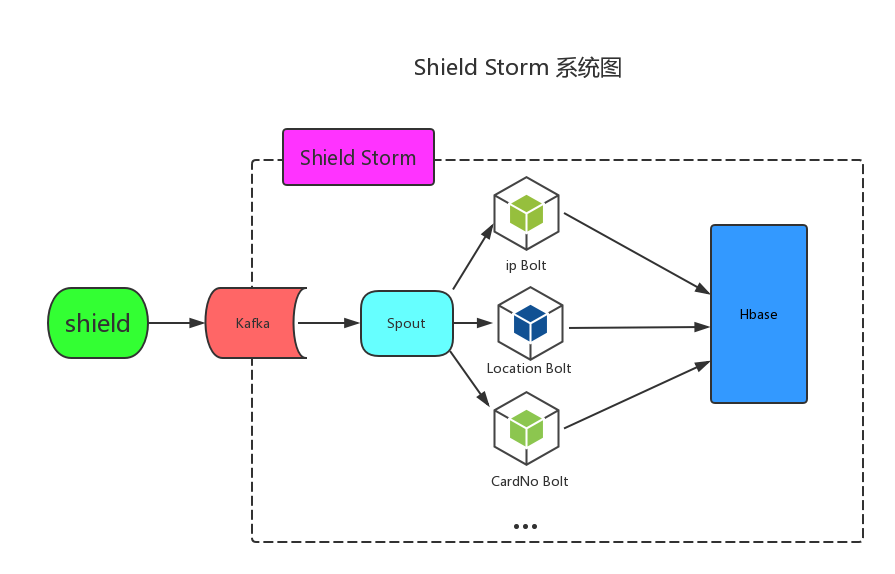 Shield Storm 系统图
Shield Storm
ip Bolt
shield
Kafka
Spout
Hbase
Location Bolt
CardNo Bolt
...